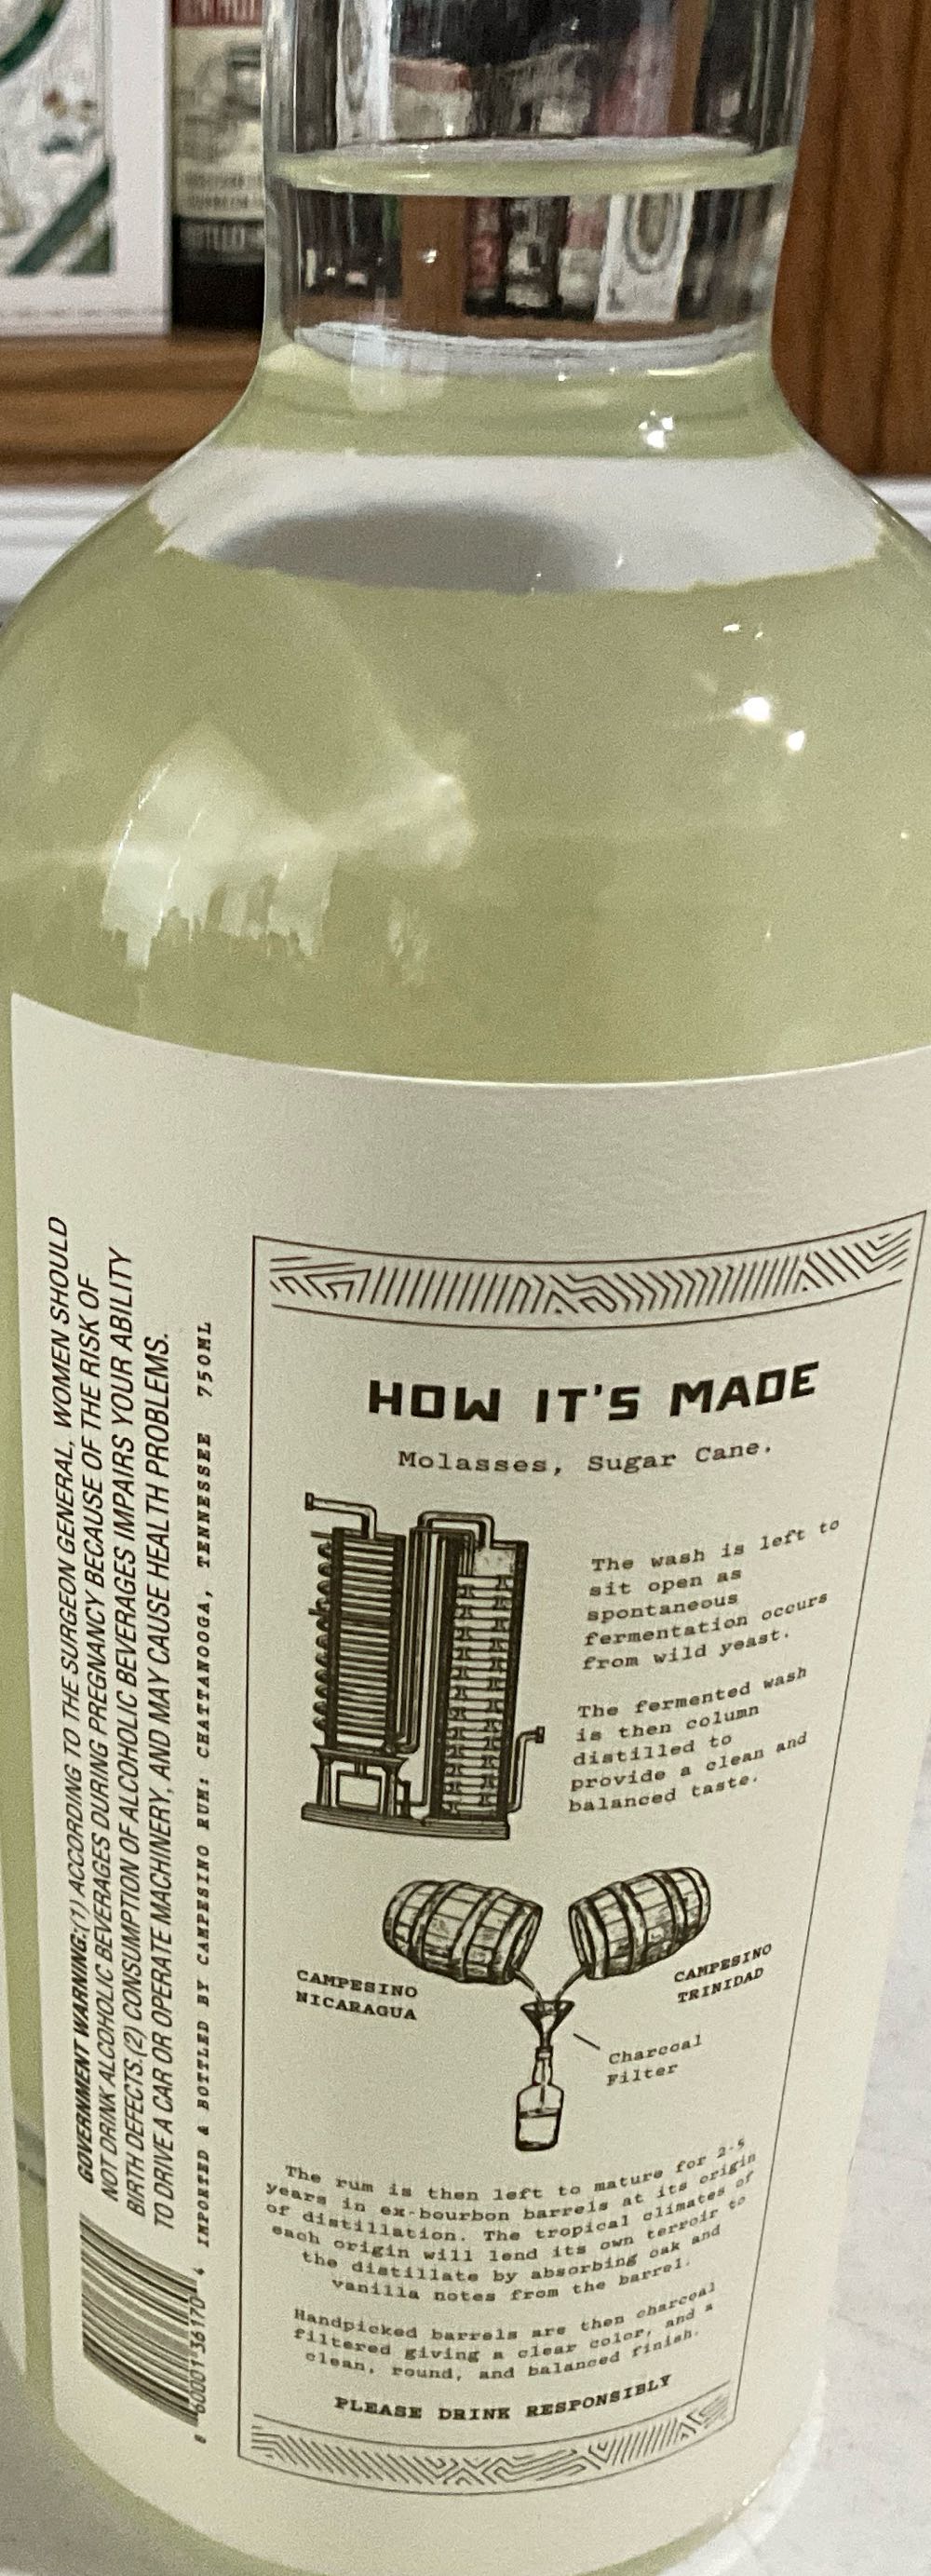 GOVERNMENT WARNING:(1) ACCORDING TO THE SURGEON GENERAL, WOMEN SHOULD
NOT DRINK ALCOHOLIC BEVERAGES DURING PREGNANCY BECAUSE OF THE RISK OF
BIRTH DEFECTS.(2) CONSUMPTION OF ALCOHOLIC BEVERAGES IMPAIRS YOUR ABILITY
TO DRIVE A CAR OR OPERATE MACHINERY, AND MAY CAUSE HEALTH PROBLEMS.
IMPORTED & BOTTLED BY CAMPESINO RUM: CHATTANOOGA, TENNESSEE 750ML
8 60001 36170 4
HOW IT'S MADE
Molasses, Sugar Cane.
The wash is left to
sit open as
spontaneous
fermentation occurs
from wild yeast.
The fermented wash
is then column
distilled to
provide a clean and
balanced taste.
CAMPESINO
NICARAGUA
CAMPESINO
TRINIDAD
Charcoal
Filter
The rum is then left to mature for 2-5
years in ex-bourbon barrels at its origin
of distillation. The tropical climates of
each origin will lend its own terroir to
the distillate by absorbing oak and
vanilla notes from the barrel.
Handpicked barrels are then charcoal
filtered giving a clear color, and a
clean, round, and balanced finish.
PLEASE DRINK RESPONSIBLY